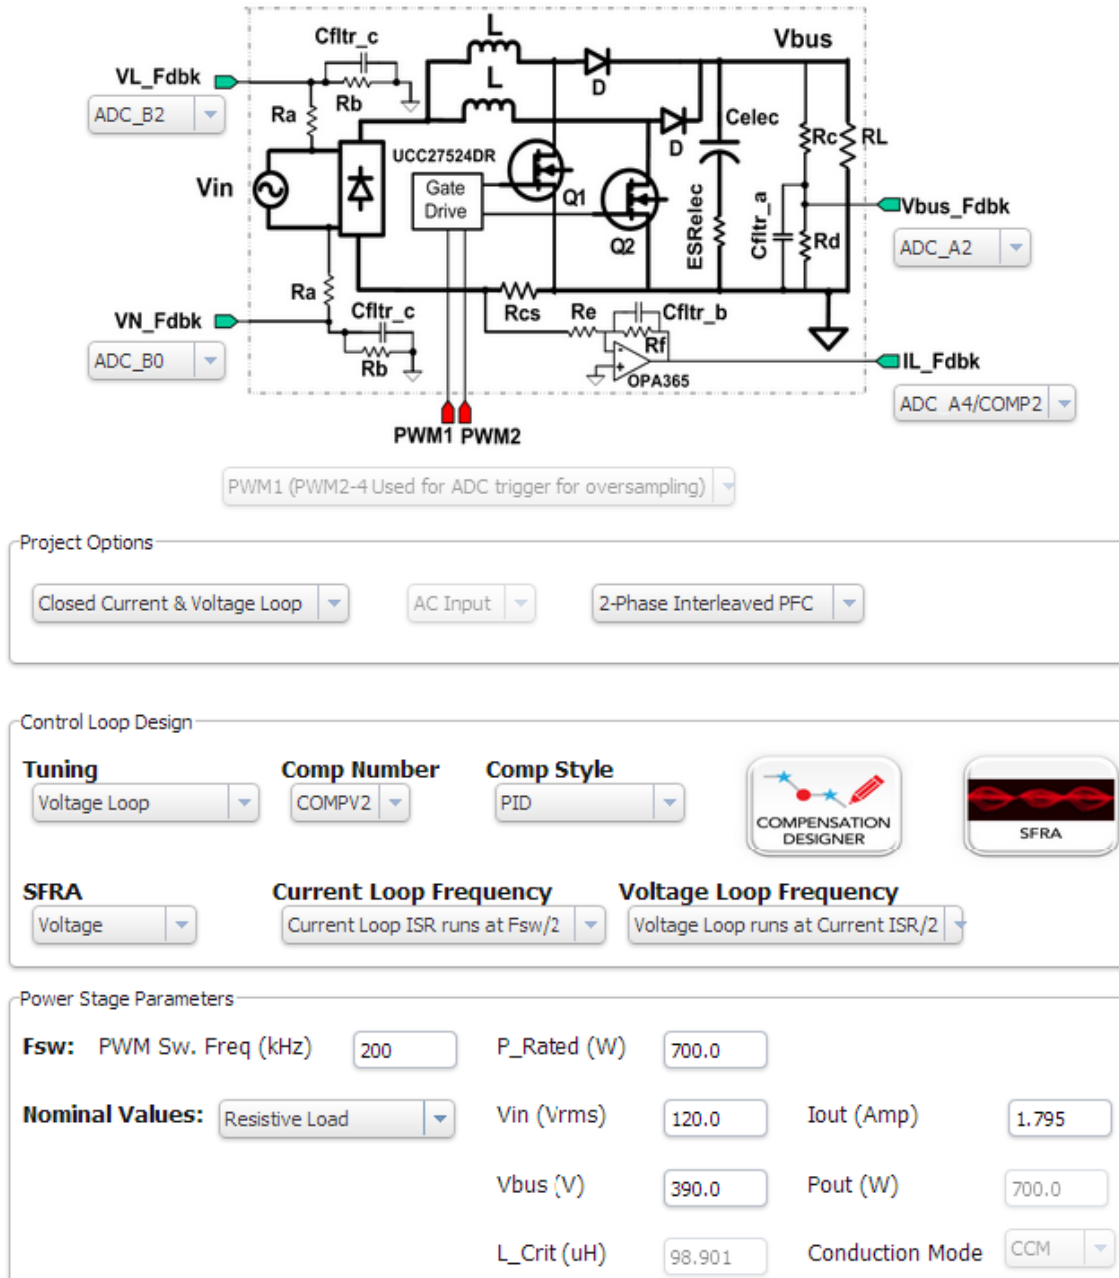 L
Cfltr_c
Vbus
VL_Fdbk
L
D
ADC_B2
Ra
Rb
Celec
Rc
RL
D
UCC27524DR
Vin
Gate
Drive
Q1
Q2
ESRelec
Cfltr_a
Vbus_Fdbk
Rd
ADC_A2
Ra
Cfltr_c
Rcs
Re
Cfltr_b
VN_Fdbk
Rf
ADC_B0
Rb
-
+
OPA365
IL_Fdbk
ADC A4/COMP2
PWM1 PWM2
PWM1 (PWM2-4 Used for ADC trigger for oversampling)
Project Options
Closed Current & Voltage Loop
AC Input
2-Phase Interleaved PFC
Control Loop Design
Tuning
Comp Number
Comp Style
Voltage Loop
COMPV2
PID
COMPENSATION
DESIGNER
SFRA
SFRA
Current Loop Frequency
Voltage Loop Frequency
Voltage
Current Loop ISR runs at Fsw/2
Voltage Loop runs at Current ISR/2
Power Stage Parameters
Fsw: PWM Sw. Freq (kHz) 200 P_Rated (W) 700.0
Nominal Values: Resistive Load Vin (Vrms) 120.0 Iout (Amp) 1.795
Vbus (V) 390.0 Pout (W) 700.0
L_Crit (uH) 98.901 Conduction Mode CCM